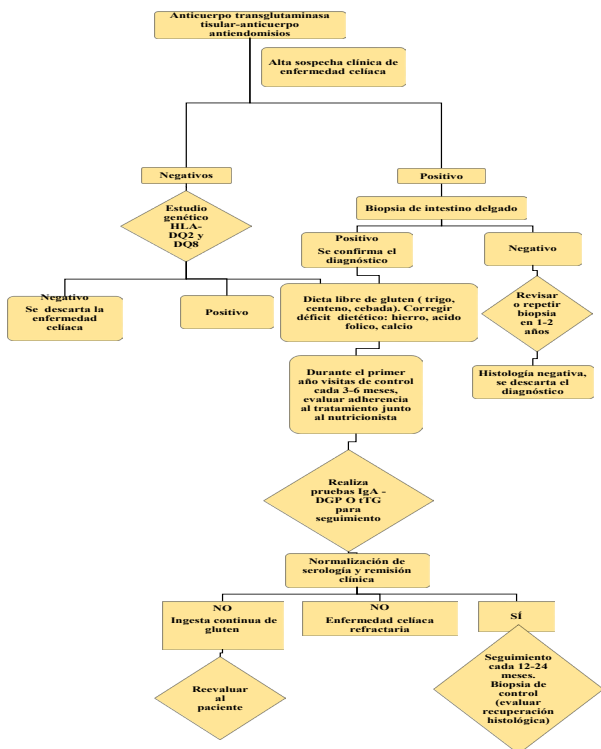 Anticuerpo transglutaminasa
tisular-anticuerpo
antiendomisios
Alta sospecha clínica de
enfermedad celíaca
Negativos
Positivo
Estudio
genético
HLA-
DQ2 y
DQ8
Biopsia de intestino delgado
Positivo
Se confirma el
diagnóstico
Negativo
Negativo
Se descarta la
enfermedad
celíaca
Positivo
Dieta libre de gluten ( trigo,
centeno, cebada). Corregir
déficit dietético: hierro, acido
folico, calcio
Revisar
o repetir
biopsia
en 1-2
años
Histología negativa,
se descarta el
diagnóstico
Durante el primer
año visitas de control
cada 3-6 meses,
evaluar adherencia
al tratamiento junto
al nutricionista
Realiza
pruebas IgA -
DGP O tTG
para
seguimiento
Normalización de
serología y remisión
clínica
NO
Ingesta continua de
gluten
NO
Enfermedad celíaca
refractaria
SÍ
Reevaluar
al
paciente
Seguimiento
cada 12-24
meses.
Biopsia de
control
(evaluar
recuperación
histológica)